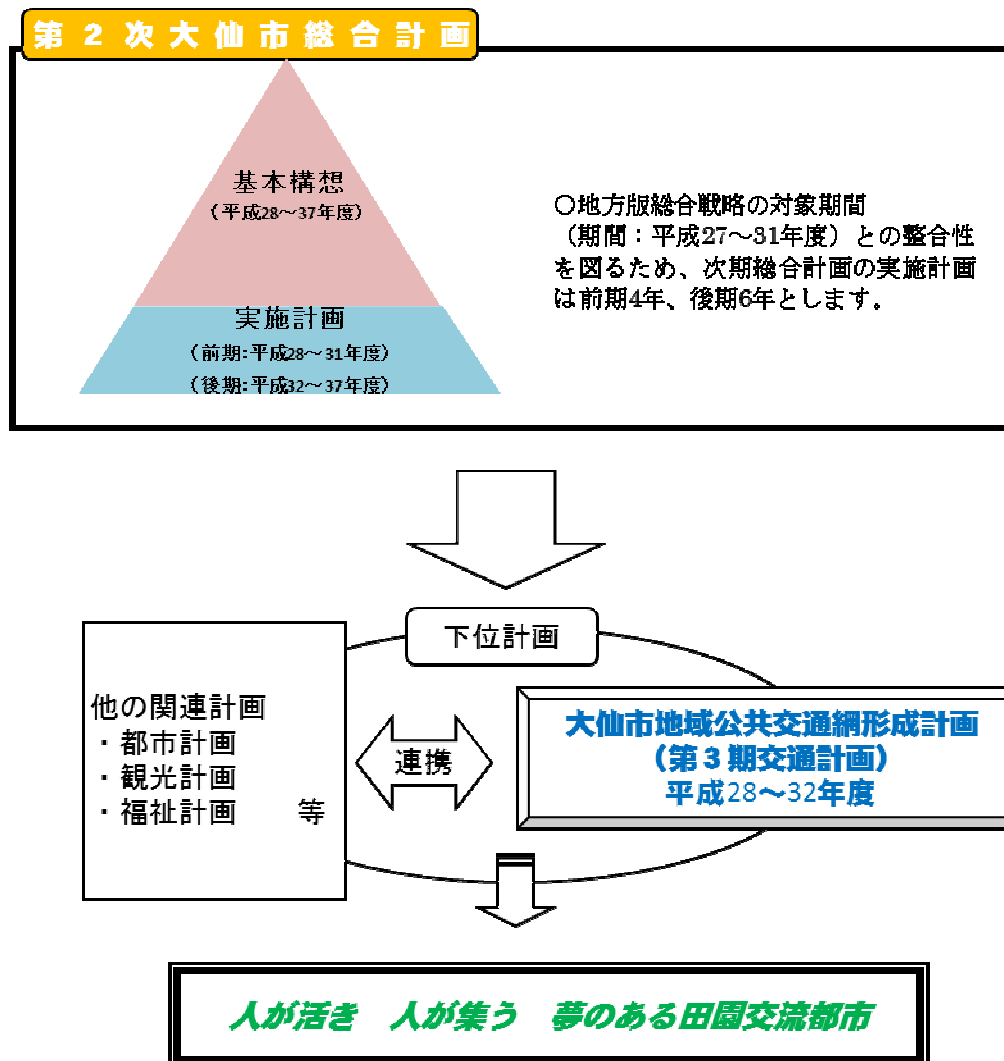 第2次大仙市総合計画
基本構想
（平成28～37年度）
実施計画
（前期:平成28～31年度）
（後期:平成32～37年度）
○地方版総合戦略の対象期間
（期間：平成27～31年度）との整合性
を図るため、次期総合計画の実施計画
は前期4年、後期6年とします。
下位計画
他の関連計画
・都市計画
・観光計画
・福祉計画　　等
連携
大仙市地域公共交通網形成計画
（第3期交通計画）
平成28～32年度
人が活き　人が集う　夢のある田園交流都市